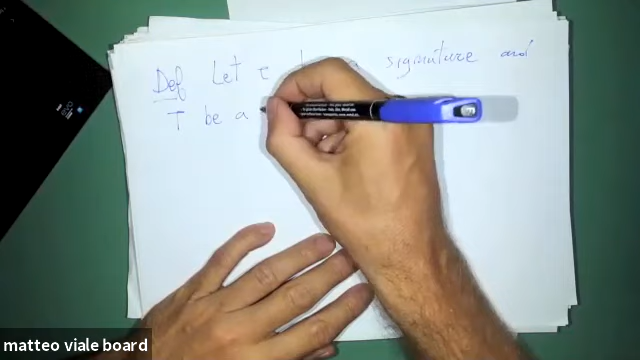 Def Let τ signature and
T be a
matteo viale board